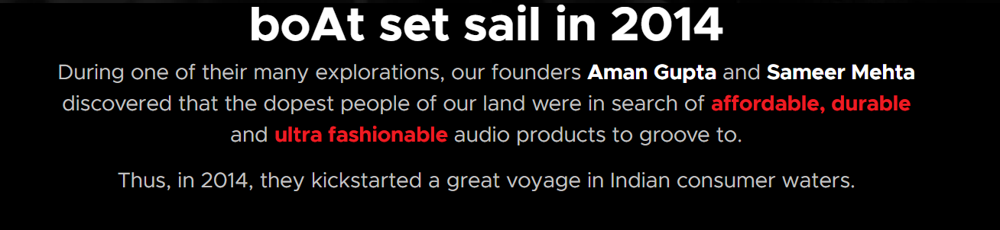 boAt set sail in 2014
During one of their many explorations, our founders Aman Gupta and Sameer Mehta
discovered that the dopest people of our land were in search of affordable, durable
and ultra fashionable audio products to groove to.
Thus, in 2014, they kickstarted a great voyage in Indian consumer waters.